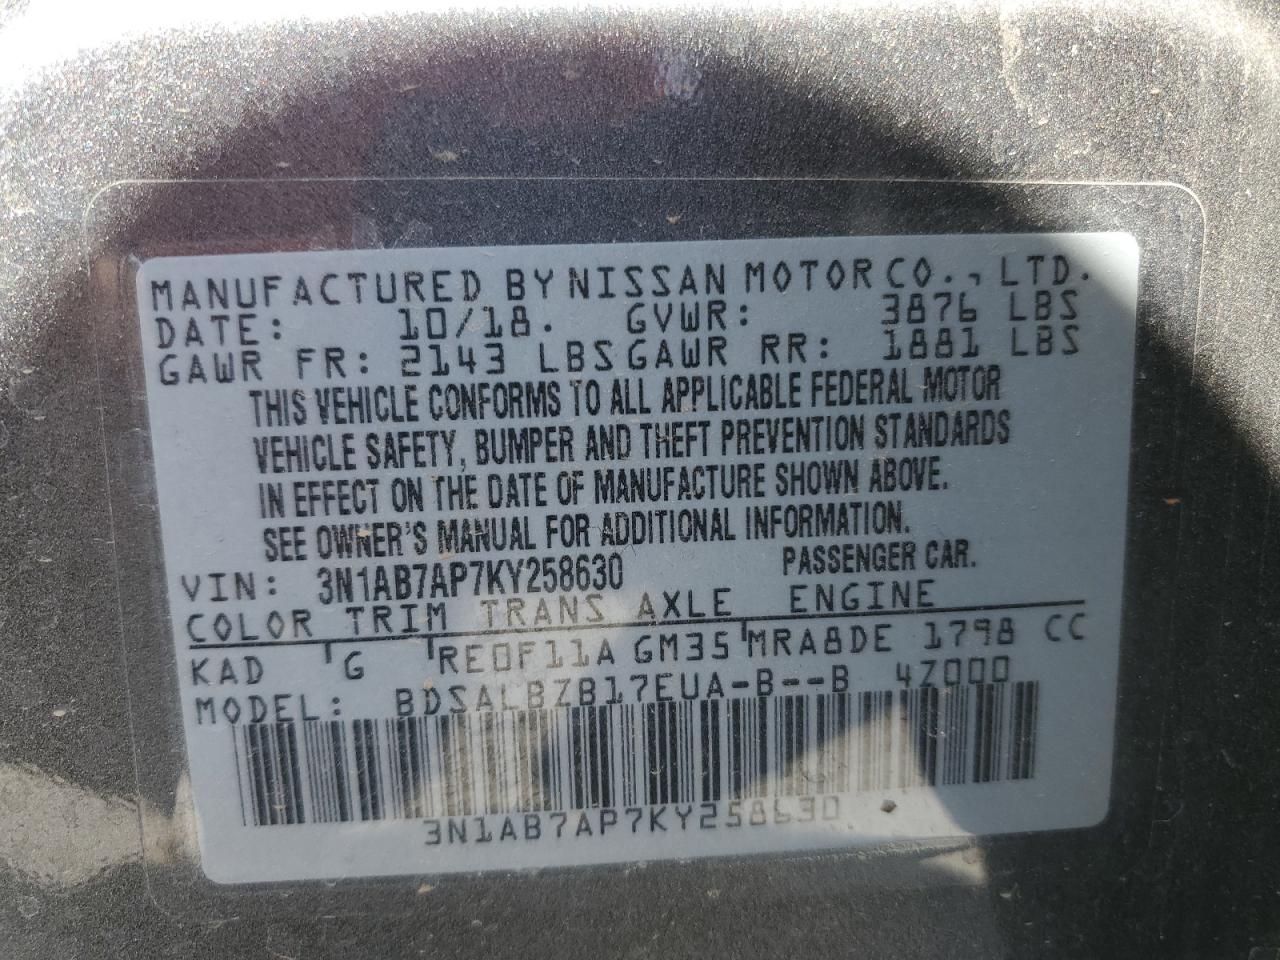 MANUFACTURED BY NISSAN MOTOR CO., LTD.
DATE: 10/18. GVWR: 3876 LBS
GAWR FR: 2143 LBS GAWR RR: 1881 LBS
THIS VEHICLE CONFORMS TO ALL APPLICABLE FEDERAL MOTOR
VEHICLE SAFETY, BUMPER AND THEFT PREVENTION STANDARDS
IN EFFECT ON THE DATE OF MANUFACTURE SHOWN ABOVE.
SEE OWNER'S MANUAL FOR ADDITIONAL INFORMATION.
VIN: 3N1AB7AP7KY258630 PASSENGER CAR.
COLOR TRIM TRANS AXLE ENGINE
KAD G RE0F11A GM35 MRA8DE 1798 CC
MODEL: BDSALBZB17EUA-B--B 4Z000
3N1AB7AP7KY258630